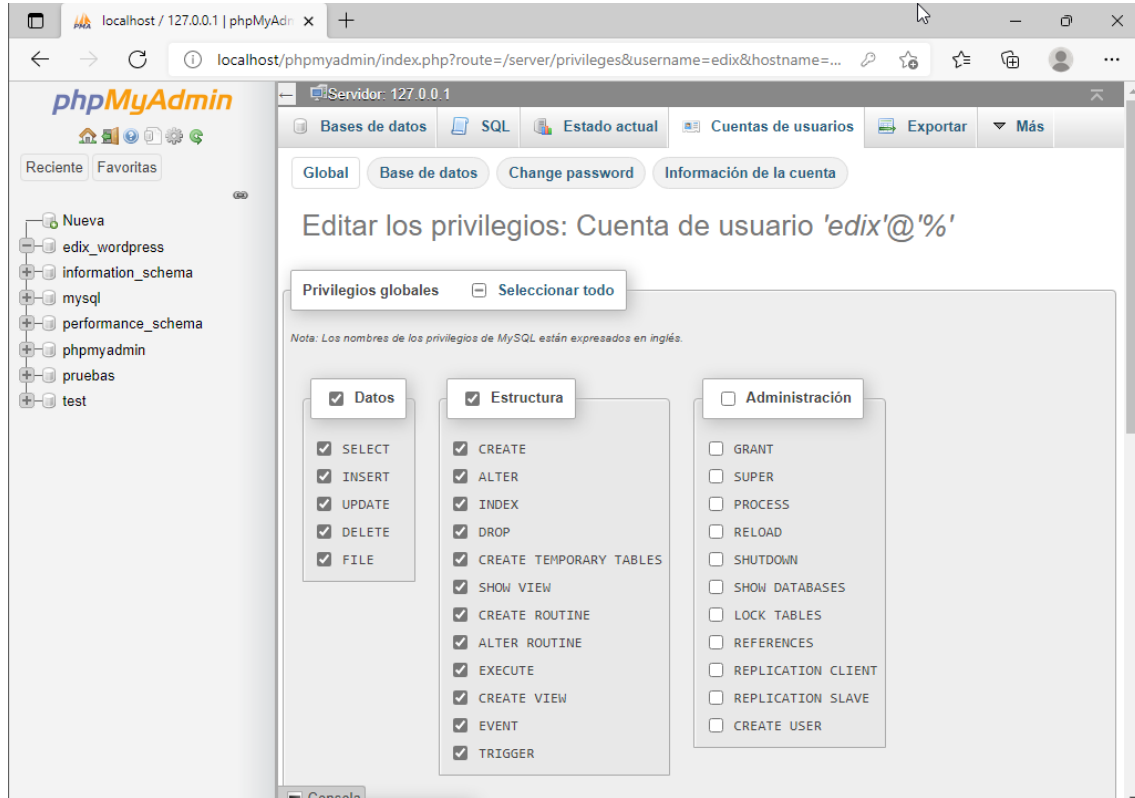 localhost / 127.0.0.1 | phpMyAdn
localhost/phpmyadmin/index.php?route=/server/privileges&username=edix&hostname=...
phpMyAdmin
Reciente Favoritas
Nueva
edix_wordpress
information_schema
mysql
performance_schema
phpmyadmin
pruebas
test
Servidor: 127.0.0.1
Bases de datos SQL Estado actual Cuentas de usuarios Exportar Más
Global Base de datos Change password Información de la cuenta
Editar los privilegios: Cuenta de usuario 'edix'@'%'
Privilegios globales Seleccionar todo
Nota: Los nombres de los privilegios de MySQL están expresados en inglés.
Datos
SELECT
INSERT
UPDATE
DELETE
FILE
Estructura
CREATE
ALTER
INDEX
DROP
CREATE TEMPORARY TABLES
SHOW VIEW
CREATE ROUTINE
ALTER ROUTINE
EXECUTE
CREATE VIEW
EVENT
TRIGGER
Administración
GRANT
SUPER
PROCESS
RELOAD
SHUTDOWN
SHOW DATABASES
LOCK TABLES
REFERENCES
REPLICATION CLIENT
REPLICATION SLAVE
CREATE USER
Consola